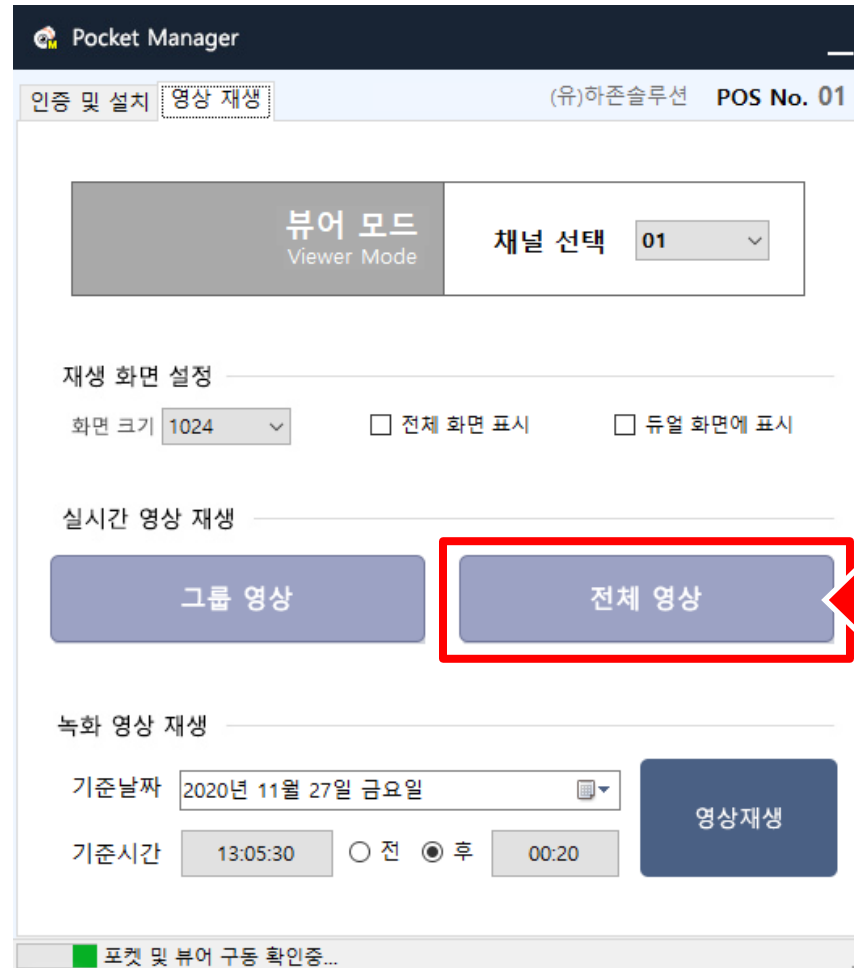 Pocket Manager
인증 및 설치 영상 재생 (유)하존솔루션 POS No. 01
뷰어 모드
Viewer Mode
채널 선택 01
재생 화면 설정
화면 크기 1024 전체 화면 표시 듀얼 화면에 표시
실시간 영상 재생
그룹 영상 전체 영상
녹화 영상 재생
기준날짜 2020년 11월 27일 금요일
영상재생
기준시간 13:05:30 전 후 00:20
포켓 및 뷰어 구동 확인중...